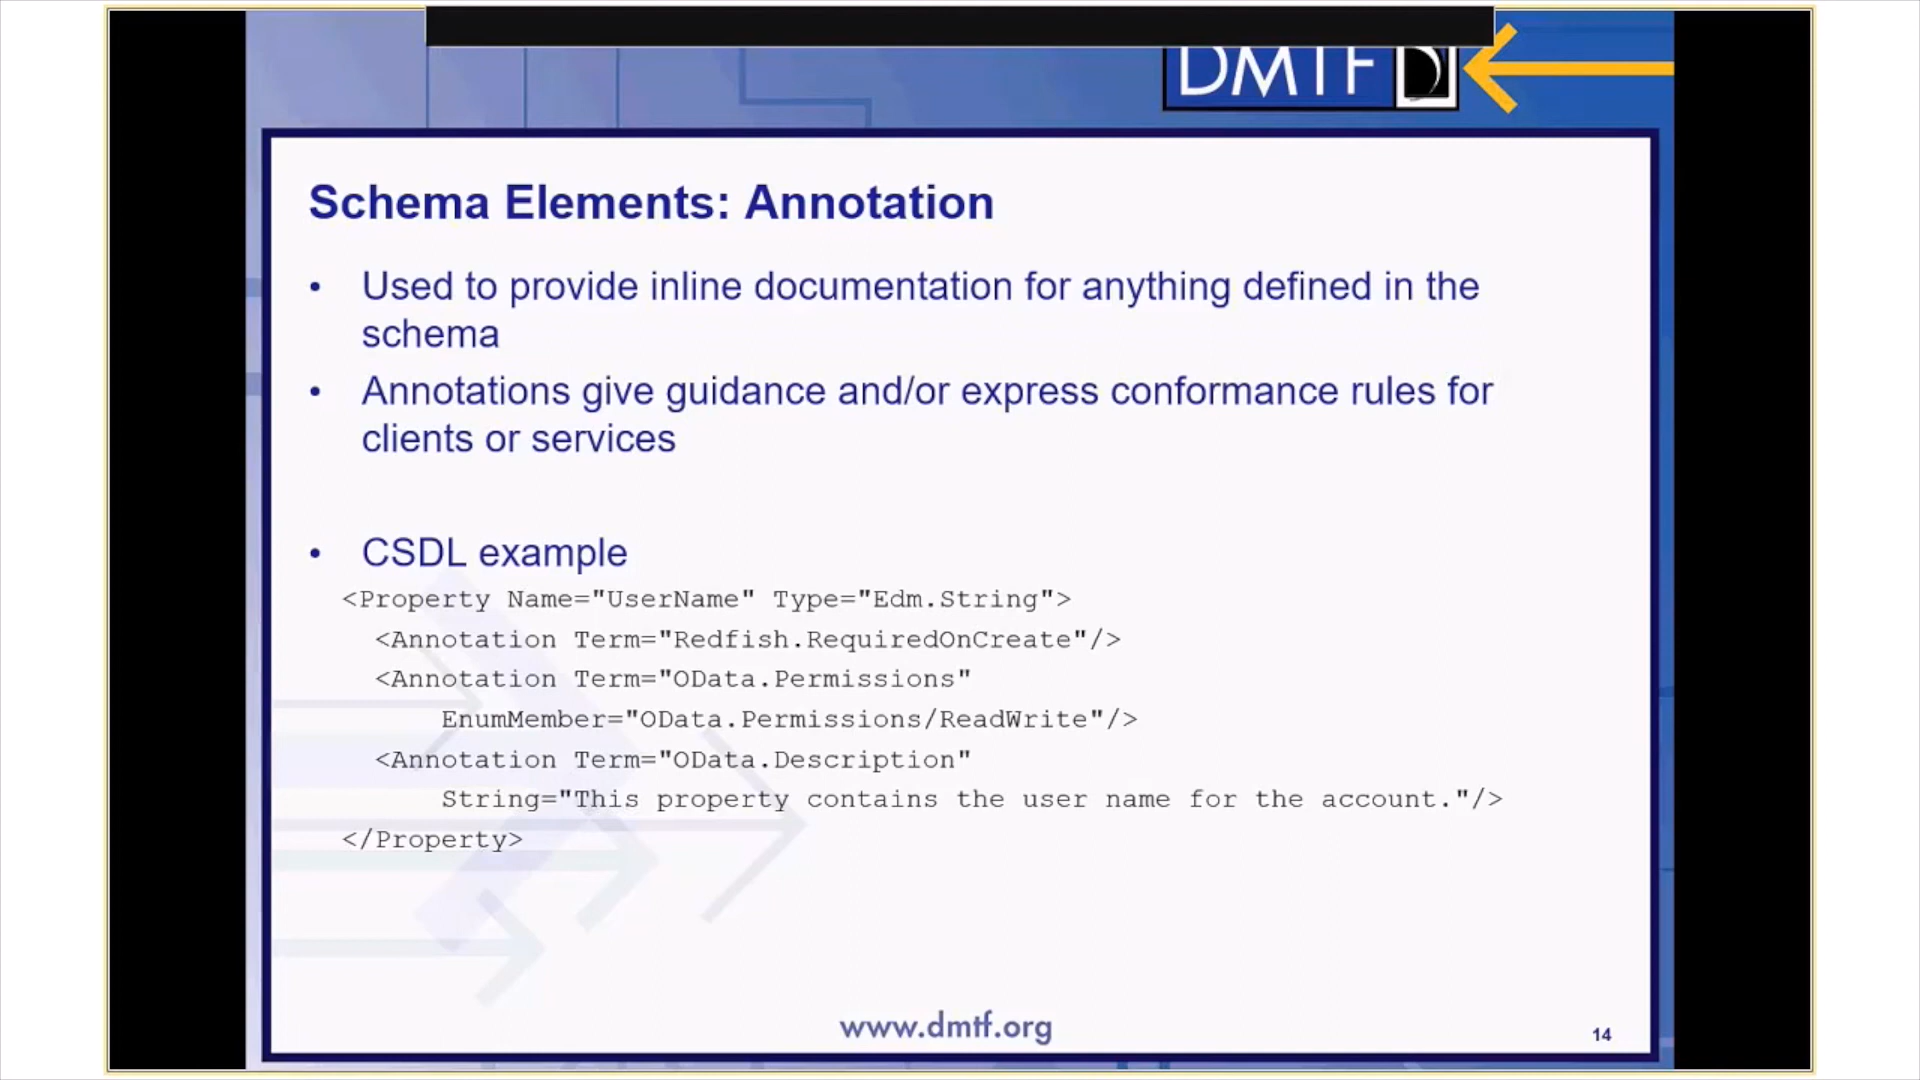 DMTF
Schema Elements: Annotation
• Used to provide inline documentation for anything defined in the
schema
• Annotations give guidance and/or express conformance rules for
clients or services
• CSDL example
<Property Name="UserName" Type="Edm.String">
<Annotation Term="Redfish.RequiredOnCreate"/>
<Annotation Term="OData.Permissions"
EnumMember="OData.Permissions/ReadWrite"/>
<Annotation Term="OData.Description"
String="This property contains the user name for the account."/>
</Property>
www.dmtf.org
14